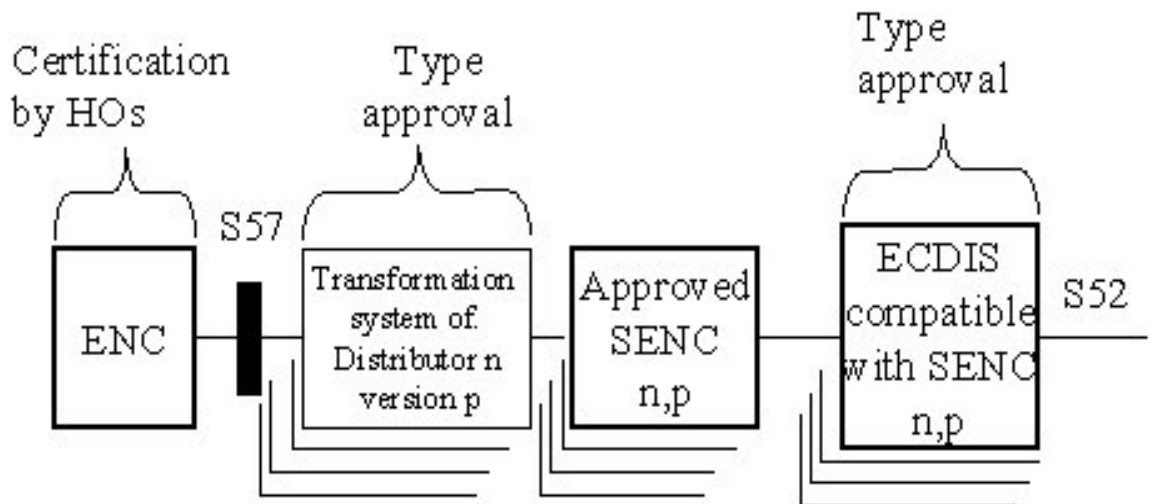 Certification
by HOs
Type
approval
Type
approval
S57
S52
ENC
Transformation
system of.
Distributor n
version p
Approved
SENC
n,p
ECDIS
compatible
with SENC
n,p